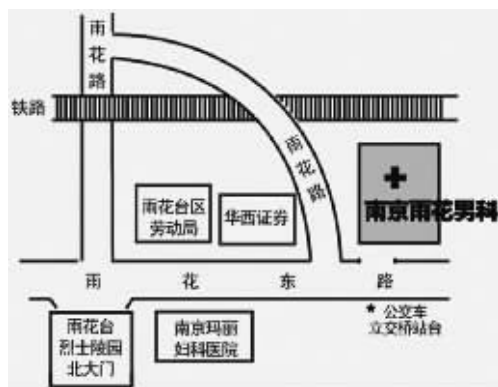 雨花路
铁路
雨花路
南京雨花男科
雨花台区
劳动局
华西证券
雨花东路
雨花台
烈士陵园
北大门
南京玛丽
妇科医院
* 公交车
立交桥站台